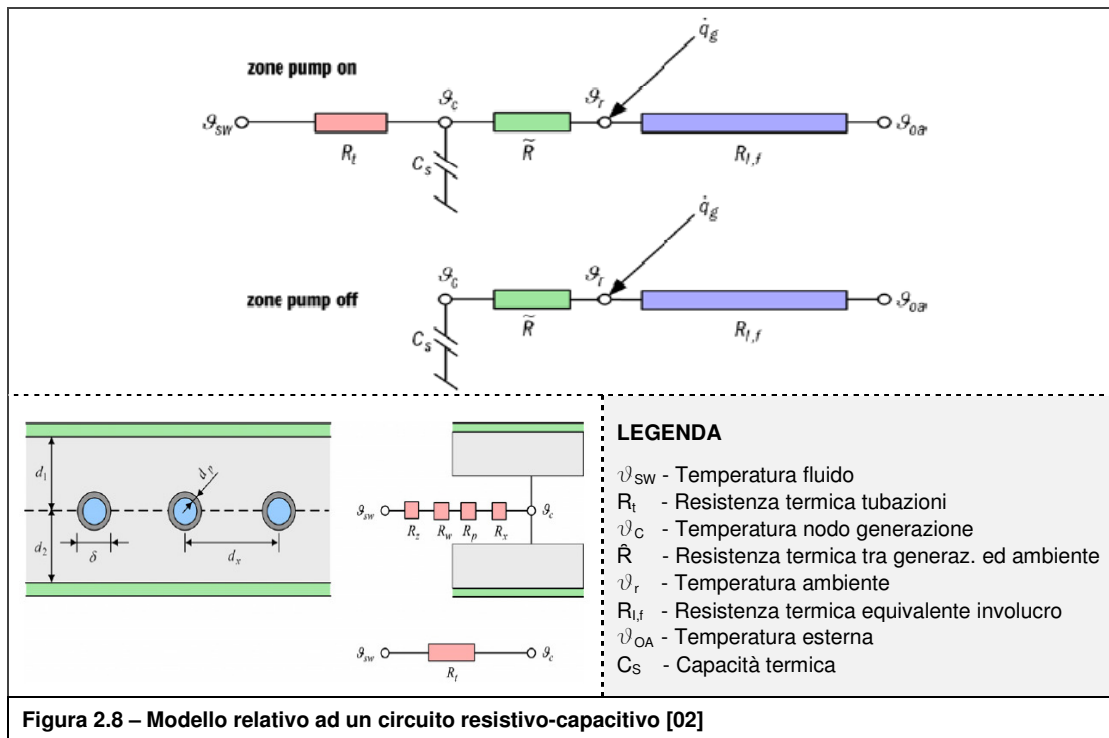 zone pump on
q̇g
ϑsw
Rt
ϑc
Cs
R̃
ϑr
Rl,f
ϑoa,
zone pump off
q̇g
ϑc
Cs
R̃
ϑr
Rl,f
ϑoa,
d1
d2
dp
δ
dx
ϑsw
Rz
Rw
Rp
Rx
ϑc
ϑsw
Rt
ϑc
LEGENDA
ϑSW - Temperatura fluido
Rt - Resistenza termica tubazioni
ϑC - Temperatura nodo generazione
R̂ - Resistenza termica tra generaz. ed ambiente
ϑr - Temperatura ambiente
Rl,f - Resistenza termica equivalente involucro
ϑOA - Temperatura esterna
CS - Capacità termica
Figura 2.8 – Modello relativo ad un circuito resistivo-capacitivo [02]